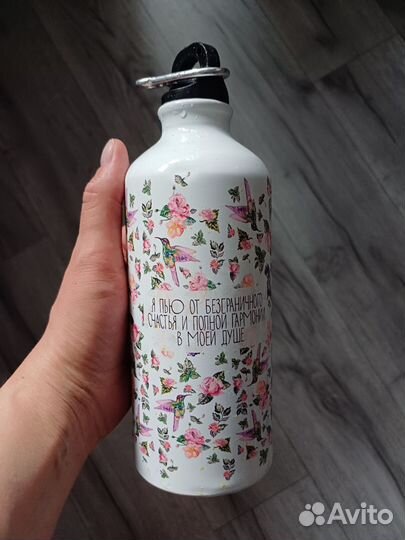 Я ПЬЮ ОТ БЕЗГРАНИЧНОГО
СЧАСТЬЯ И ПОЛНОЙ ГАРМОНИИ
В МОЕЙ ДУШЕ
Avito